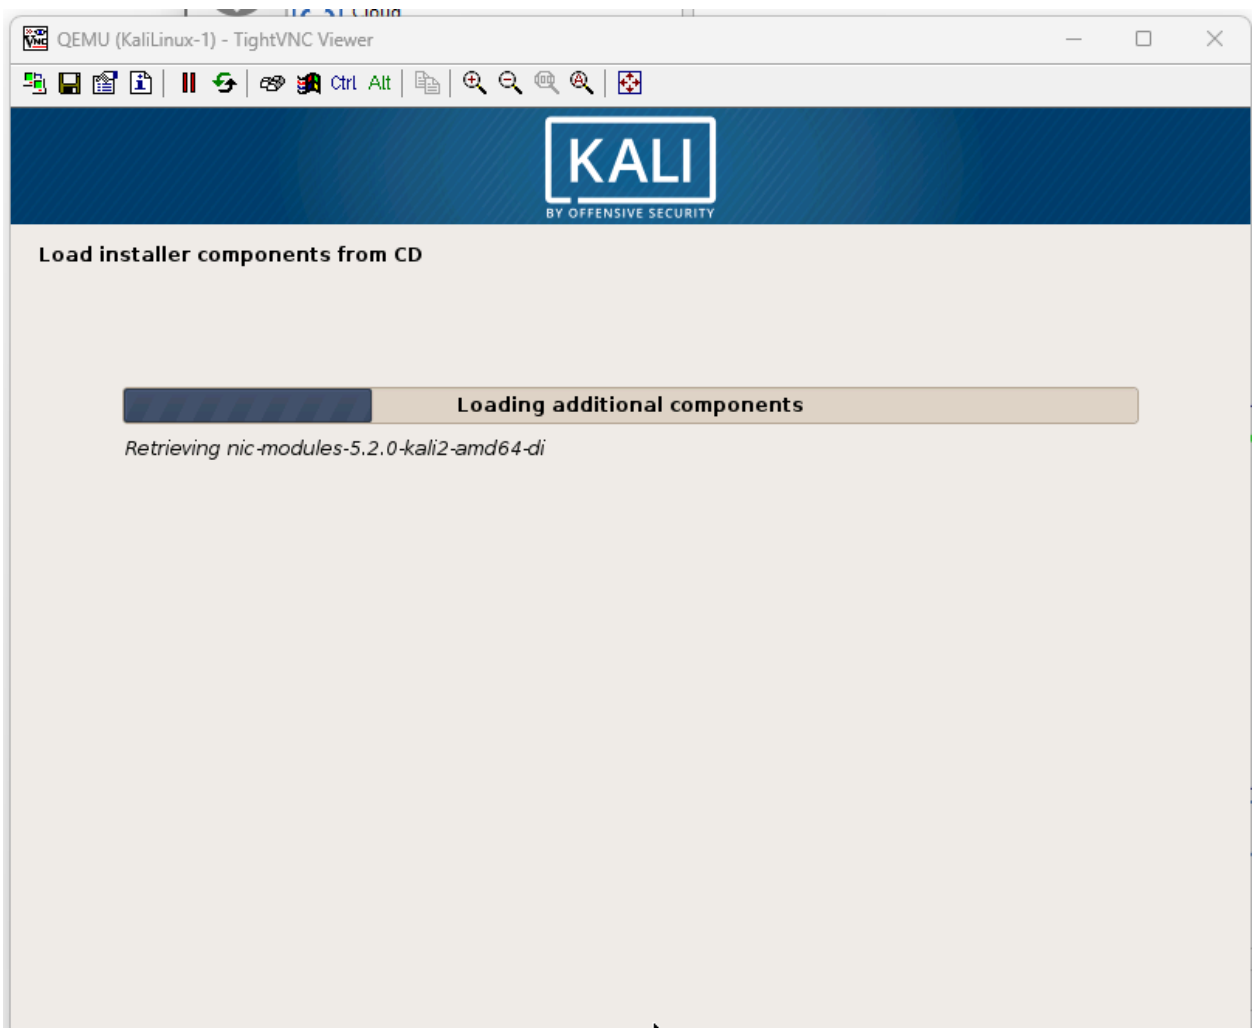 Cloud
QEMU (KaliLinux-1) - TightVNC Viewer
Ctrl Alt
KALI
BY OFFENSIVE SECURITY
Load installer components from CD
Loading additional components
Retrieving nic-modules-5.2.0-kali2-amd64-di